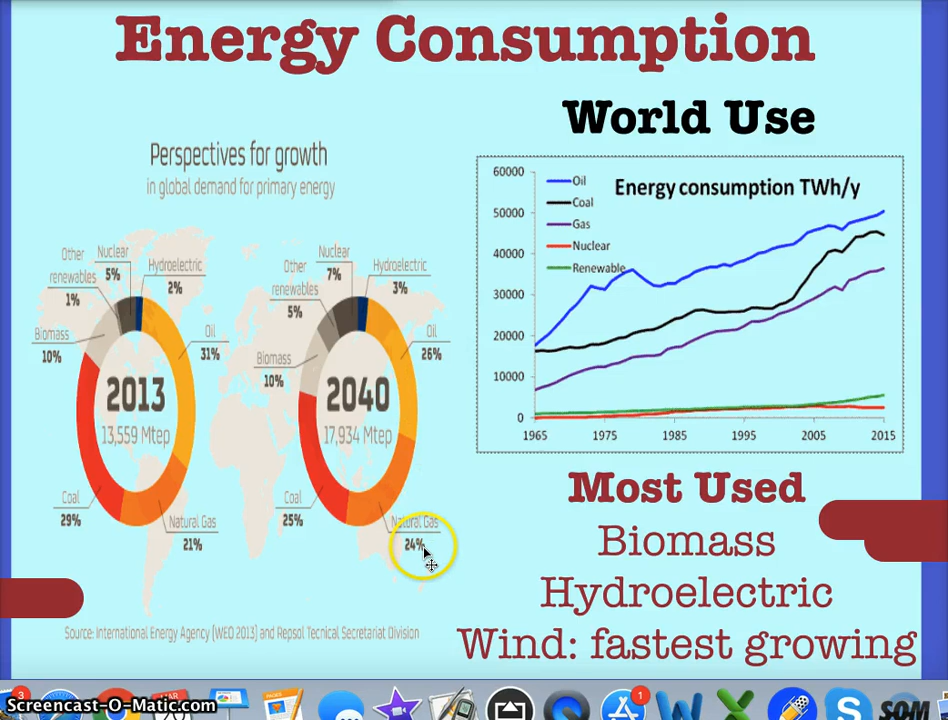 Energy Consumption
World Use
Perspectives for growth
in global demand for primary energy
Other renewables
1%
Nuclear
5%
Hydroelectric
2%
Biomass
10%
Oil
31%
2013
13,559 Mtep
Coal
29%
Natural Gas
21%
Other renewables
5%
Nuclear
7%
Hydroelectric
3%
Biomass
10%
Oil
26%
2040
17,934 Mtep
Coal
25%
Natural Gas
24%
Source: International Energy Agency (WEO 2013) and Repsol Tecnical Secretariat Division
Energy consumption TWh/y
Oil
Coal
Gas
Nuclear
Renewable
60000
50000
40000
30000
20000
10000
0
1965
1975
1985
1995
2005
2015
Most Used
Biomass
Hydroelectric
Wind: fastest growing
3
MAR
PAGES
1
W
X
S
SOM
Screencast-O-Matic.com